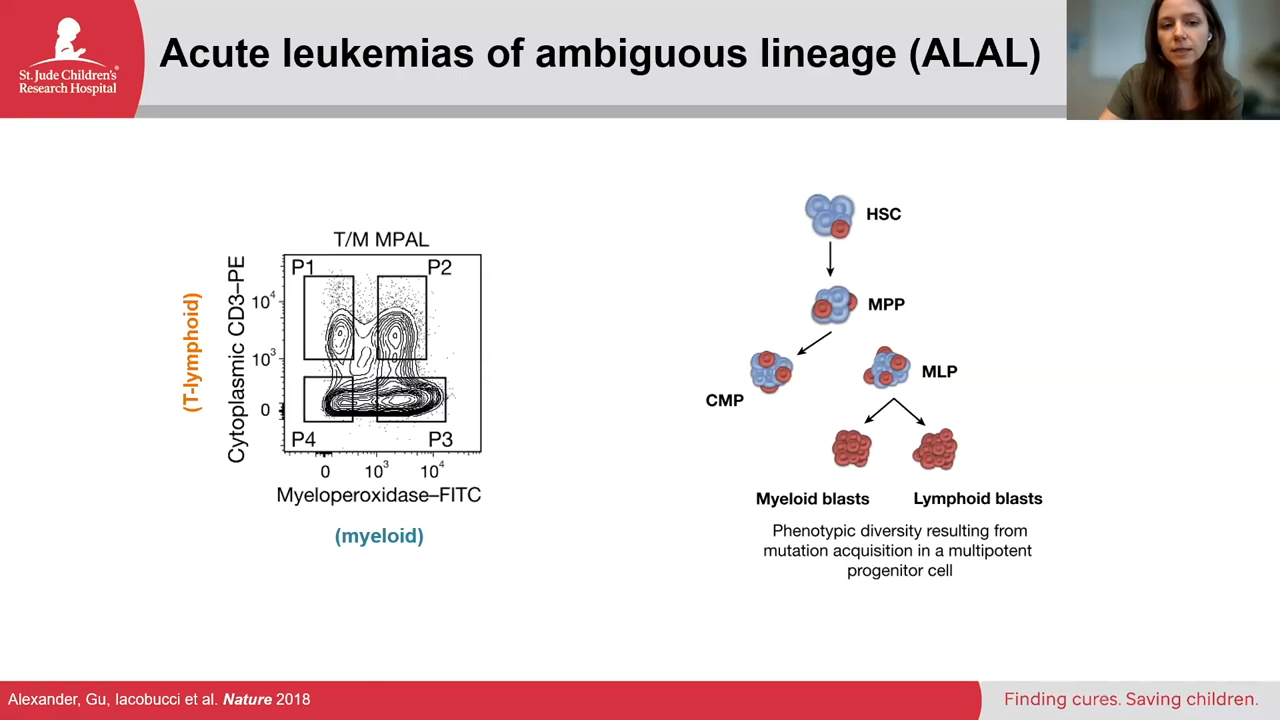 St. Jude Children's®
Research Hospital
Acute leukemias of ambiguous lineage (ALAL)
T/M MPAL
P1
P2
P4
P3
10⁴
10³
0
0
10³
10⁴
Cytoplasmic CD3–PE
(T-lymphoid)
Myeloperoxidase–FITC
(myeloid)
HSC
MPP
CMP
MLP
Myeloid blasts
Lymphoid blasts
Phenotypic diversity resulting from
mutation acquisition in a multipotent
progenitor cell
Alexander, Gu, Iacobucci et al. Nature 2018
Finding cures. Saving children.